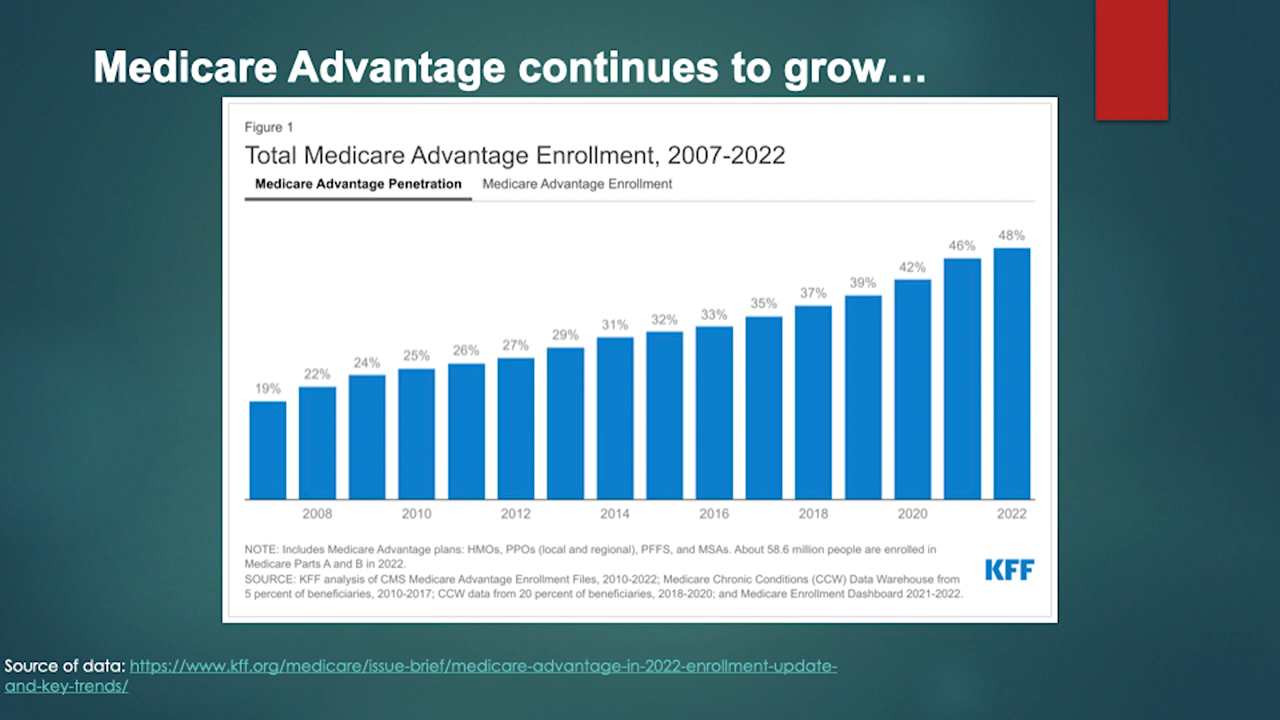 Medicare Advantage continues to grow...
Figure 1
Total Medicare Advantage Enrollment, 2007-2022
Medicare Advantage Penetration Medicare Advantage Enrollment
19% 22% 24% 25% 26% 27% 29% 31% 32% 33% 35% 37% 39% 42% 46% 48%
2008 2010 2012 2014 2016 2018 2020 2022
NOTE: Includes Medicare Advantage plans: HMOs, PPOs (local and regional), PFFS, and MSAs. About 58.6 million people are enrolled in
Medicare Parts A and B in 2022.
SOURCE: KFF analysis of CMS Medicare Advantage Enrollment Files, 2010-2022; Medicare Chronic Conditions (CCW) Data Warehouse from
5 percent of beneficiaries, 2010-2017; CCW data from 20 percent of beneficiaries, 2018-2020; and Medicare Enrollment Dashboard 2021-2022.
KFF
Source of data: https://www.kff.org/medicare/issue-brief/medicare-advantage-in-2022-enrollment-update-
and-key-trends/